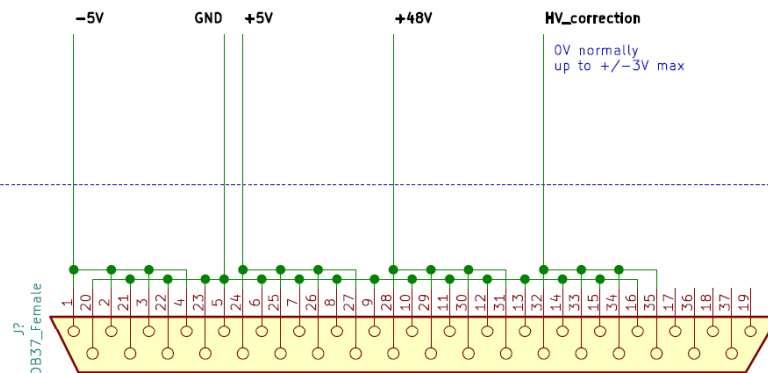 -5V GND +5V +48V HV_correction
0V normally
up to +/-3V max
1 20 2 21 3 22 4 23 5 24 6 25 7 26 8 27 9 28 10 29 11 30 12 31 13 32 14 33 15 34 16 35 17 36 18 37 19
J?
DB37_Female